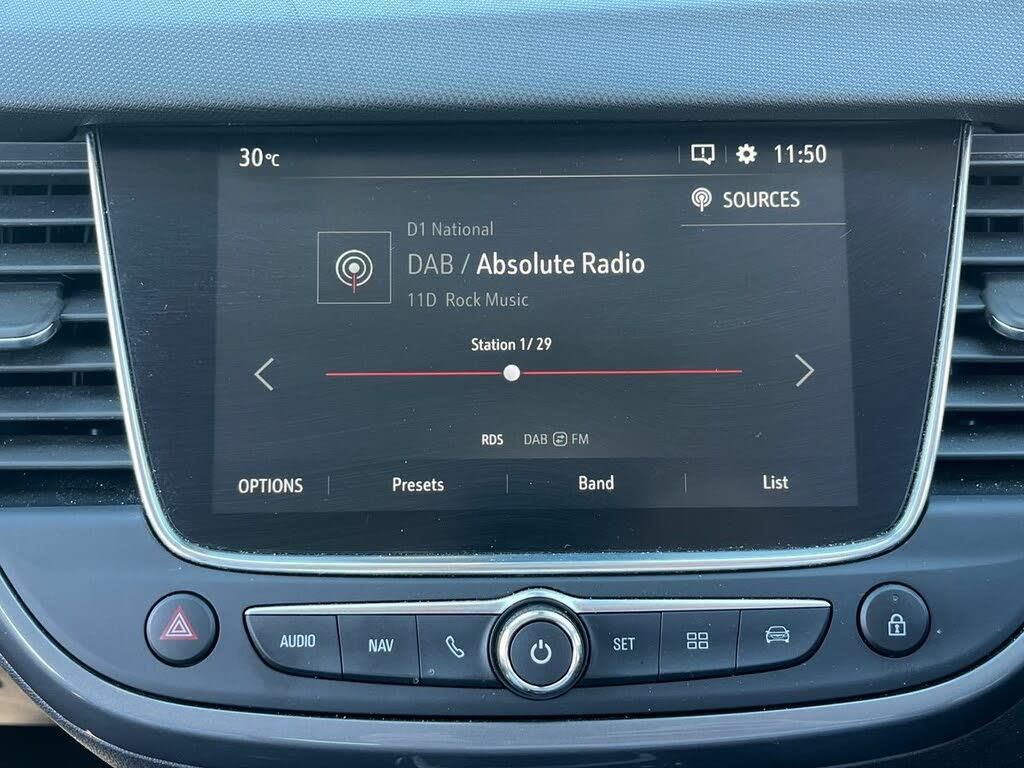 30°C
11:50
SOURCES
D1 National
DAB / Absolute Radio
11D Rock Music
Station 1/ 29
RDS DAB FM
OPTIONS Presets Band List
AUDIO NAV SET